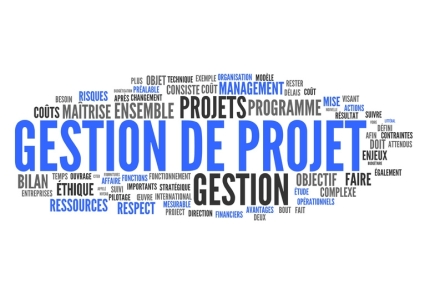 PLUS OBJET TECHNIQUE EXEMPLE ORGANISATION MODÈLE
BESOIN RISQUES PRÉALABLE CONSISTE COÛT MANAGEMENT RESTER
APRÈS CHANGEMENT DÉLAIS COÛT
COÛTS MAÎTRISE ENSEMBLE PROJETS PROGRAMME MISE VISANT
ACTIONS
RÉSULTAT SUIVRE
GESTION DE PROJET
DÉFINI
AFIN CONTRAINTES
DOIT ATTENDUS
ENJEUX
BILAN TEMPS OUVRAGE FONCTIONNEMENT GESTION OBJECTIF FAIRE ÉGALEMENT
AFFAIRE FONCTIONS
ENTREPRISES ÉTHIQUE SUIVI IMPORTANTS STRATÉGIQUE ÉTUDE COMPLEXE
PILOTAGE ŒUVRE INTERNATIONAL OPÉRATIONNELS
RESSOURCES RESPECT MESURABLE AVANTAGES BOUT FAIT
PROJECT DIRECTION FINANCIERS DEUX